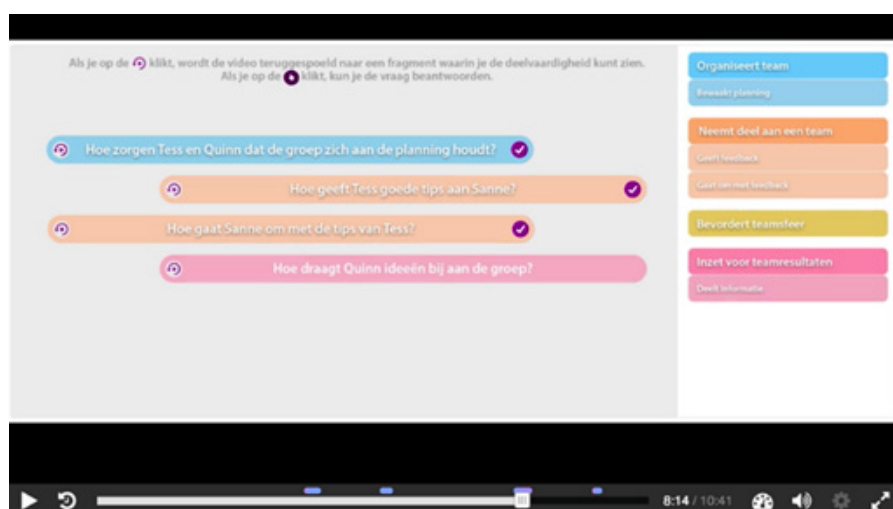 Als je op de klikt, wordt de video teruggespoeld naar een fragment waarin je de deelvaardigheid kunt zien.
Als je op de klikt, kun je de vraag beantwoorden.
Hoe zorgen Tess en Quinn dat de groep zich aan de planning houdt?
Hoe geeft Tess goede tips aan Sanne?
Hoe gaat Sanne om met de tips van Tess?
Hoe draagt Quinn ideeën bij aan de groep?
Organiseert team
Bewaakt planning
Neemt deel aan een team
Geeft feedback
Gaat om met feedback
Bevordert teamsfeer
Inzet voor teamresultaten
Deelt informatie
8:14 / 10:41